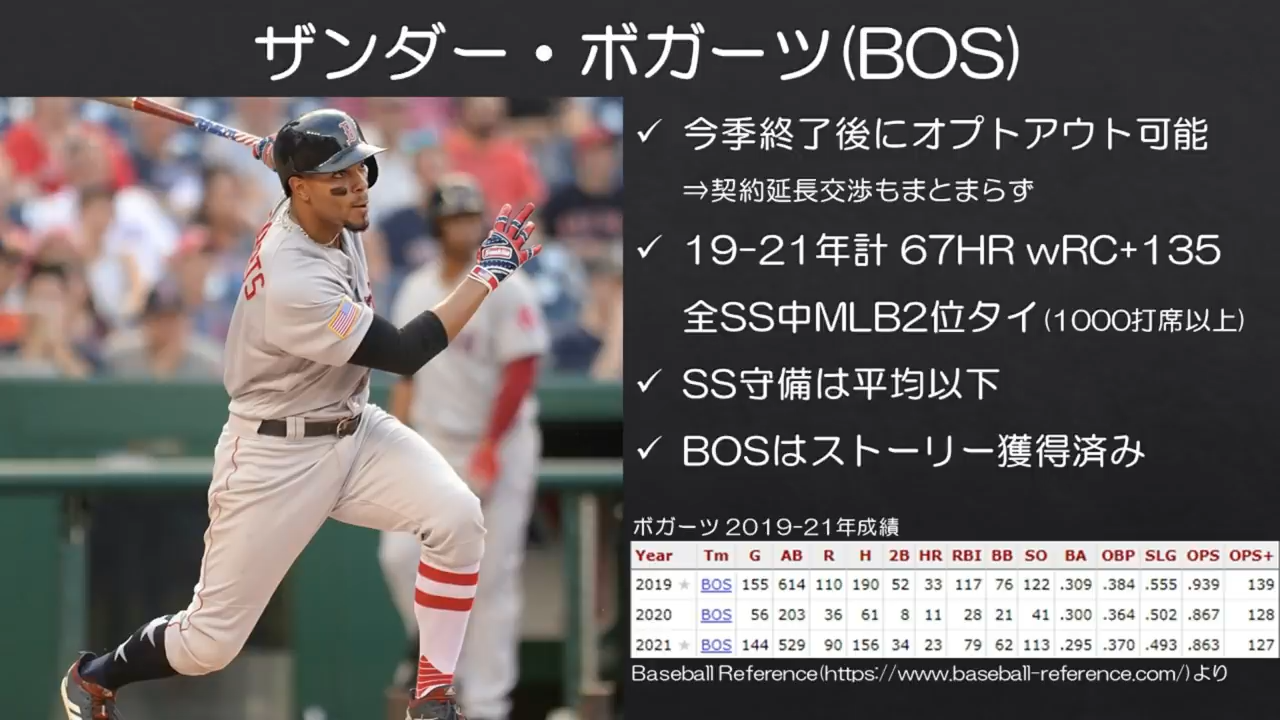 ザンダー・ボガーツ(BOS)
✓ 今季終了後にオプトアウト可能
⇒契約延長交渉もまとまらず
✓ 19-21年計 67HR wRC+135
全SS中MLB2位タイ(1000打席以上)
✓ SS守備は平均以下
✓ BOSはストーリー獲得済み
ボガーツ 2019-21年成績
Year Tm G AB R H 2B HR RBI BB SO BA OBP SLG OPS OPS+
2019 ★ BOS 155 614 110 190 52 33 117 76 122 .309 .384 .555 .939 139
2020 BOS 56 203 36 61 8 11 28 21 41 .300 .364 .502 .867 128
2021 ★ BOS 144 529 90 156 34 23 79 62 113 .295 .370 .493 .863 127
Baseball Reference(https://www.baseball-reference.com/)より